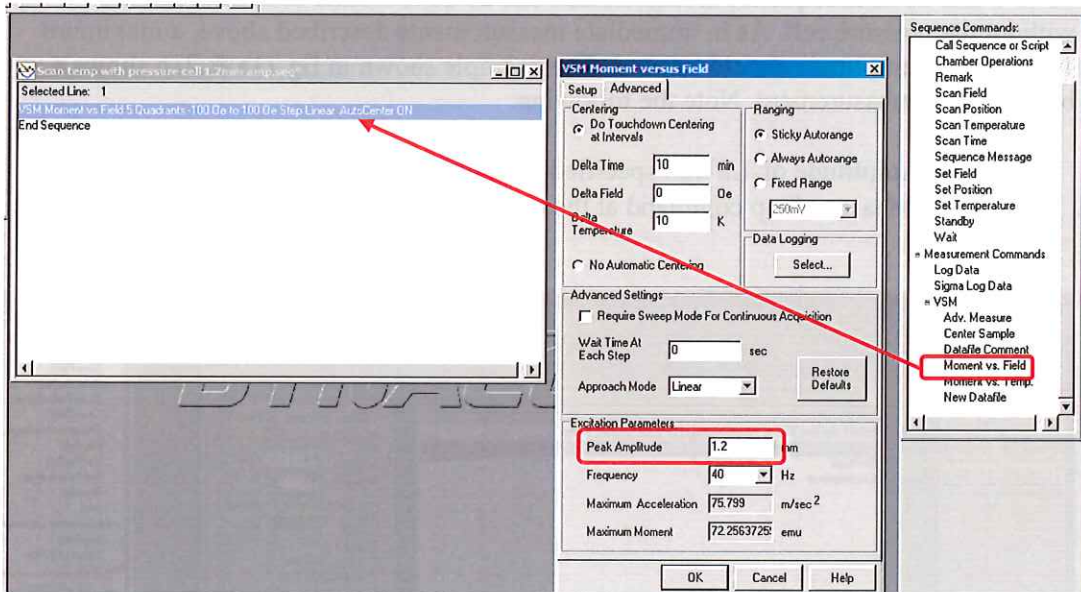 Scan temp with pressure cell 1.2mm amp.seq*
Selected Line: 1
VSM Moment vs Field 5 Quadrants -100 Oe to 100 Oe Step Linear AutoCenter ON
End Sequence
VSM Moment versus Field
Setup Advanced
Centering
Do Touchdown Centering
at Intervals
Delta Time 10 min
Delta Field 0 Oe
Delta
Temperature 10 K
No Automatic Centering
Ranging
Sticky Autorange
Always Autorange
Fixed Range
250mV
Data Logging
Select...
Advanced Settings
Require Sweep Mode For Continuous Acquisition
Wait Time At
Each Step 0 sec
Approach Mode Linear
Restore
Defaults
Excitation Parameters
Peak Amplitude 1.2 mm
Frequency 40 Hz
Maximum Acceleration 75.799 m/sec 2
Maximum Moment 72.2563725 emu
OK Cancel Help
Sequence Commands:
Call Sequence or Script
Chamber Operations
Remark
Scan Field
Scan Position
Scan Temperature
Scan Time
Sequence Message
Set Field
Set Position
Set Temperature
Standby
Wait
Measurement Commands
Log Data
Sigma Log Data
VSM
Adv. Measure
Center Sample
Datafile Comment
Moment vs. Field
Moment vs. Temp.
New Datafile